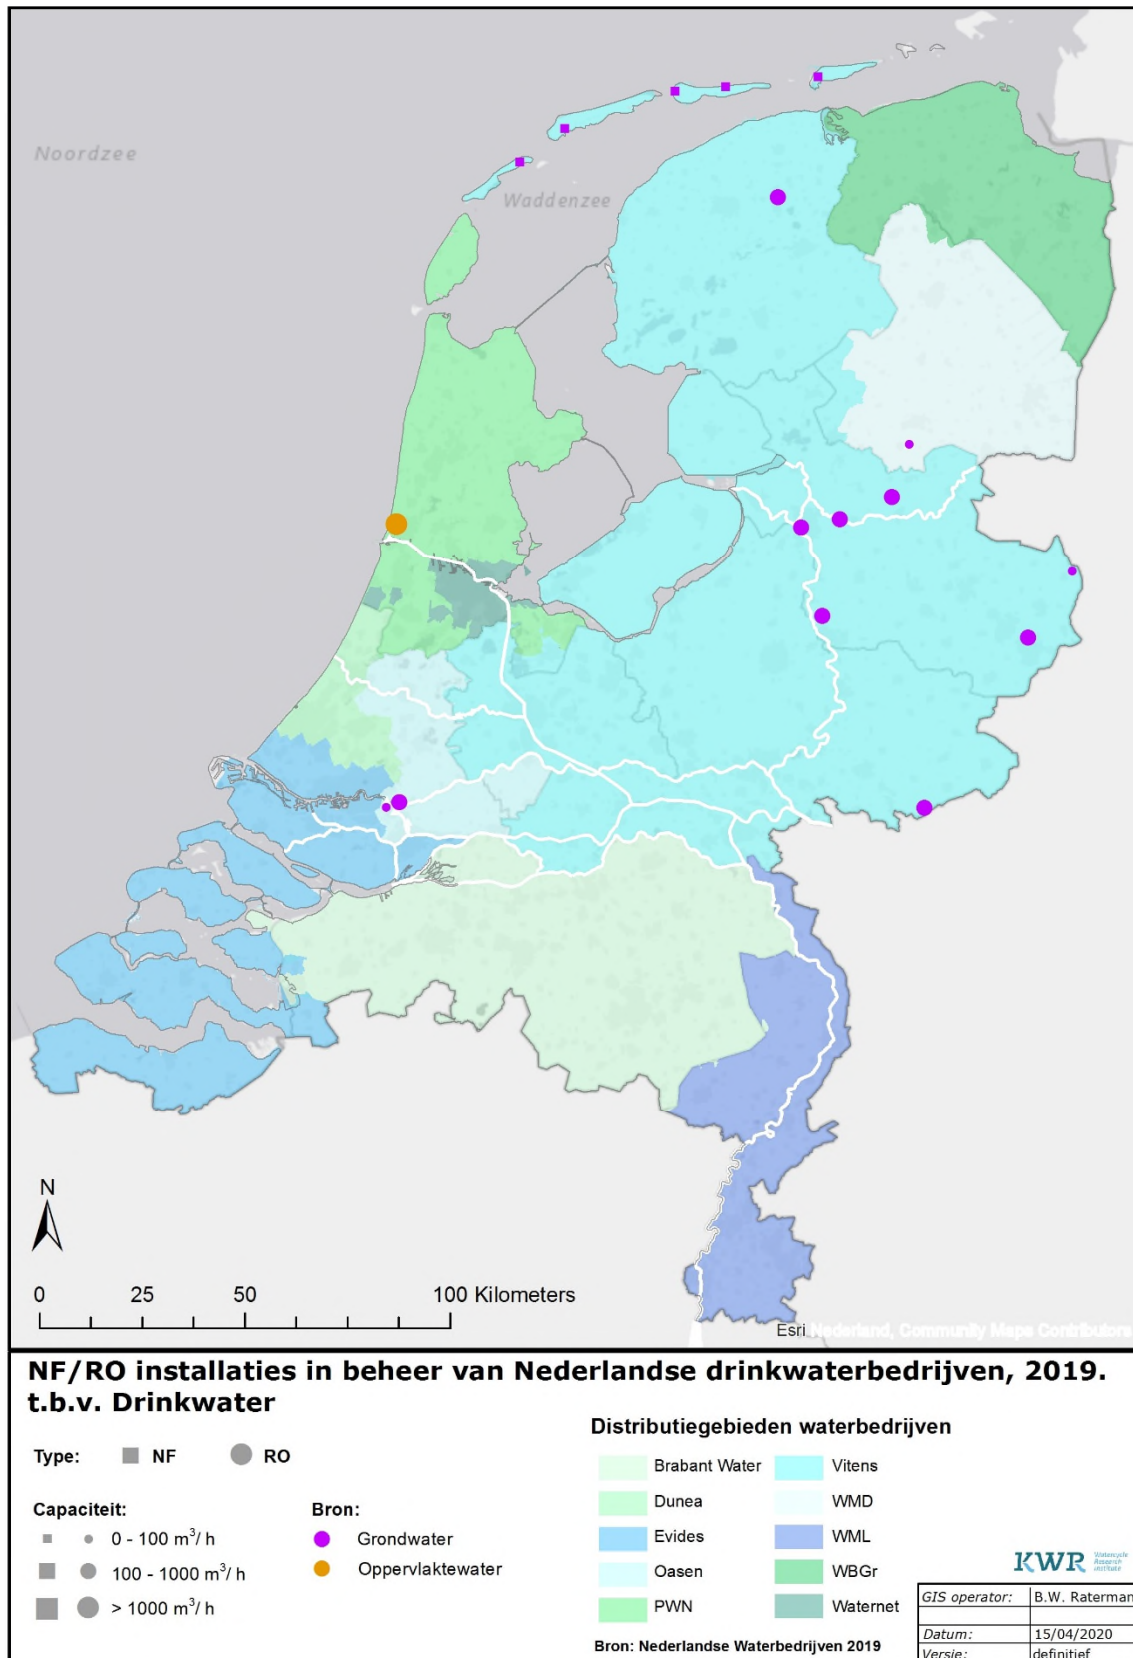 Noordzee
Waddenzee
N
0 25 50 100 Kilometers
Esri Nederland, Community Maps Contributors
NF/RO installaties in beheer van Nederlandse drinkwaterbedrijven, 2019.
t.b.v. Drinkwater
Type: NF RO
Capaciteit:
0 - 100 m³/ h
100 - 1000 m³/ h
> 1000 m³/ h
Bron:
Grondwater
Oppervlaktewater
Distributiegebieden waterbedrijven
Brabant Water
Dunea
Evides
Oasen
PWN
Vitens
WMD
WML
WBGr
Waternet
Bron: Nederlandse Waterbedrijven 2019
KWR Watercycle
Research
Institute
GIS operator: B.W. Raterman
Datum: 15/04/2020
Versie: definitief